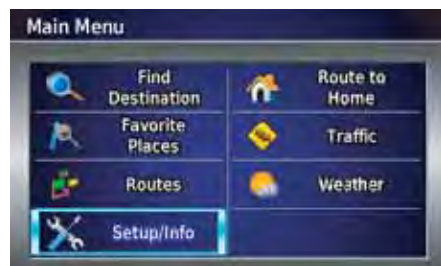 Main Menu
Find
Destination
Route to
Home
Favorite
Places
Traffic
Routes
Weather
Setup/Info